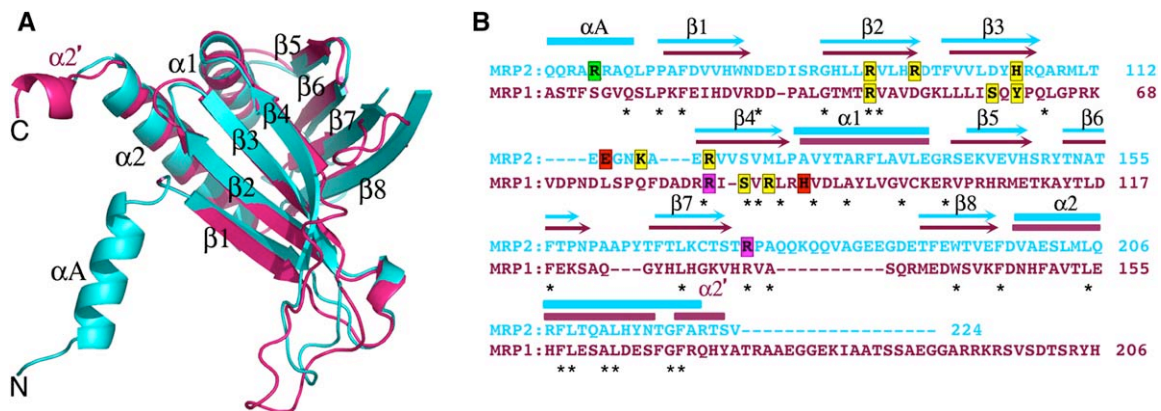 A
α2'
C
α1
β5
β6
β4
β7
β3
α2
β2
β8
β1
αA
N
B
αA β1 β2 β3
MRP2:QQRARRAQLPPAFDVVHWNDEDISRGHLLRVLHRDTFVVLDYHRQARMLT 112
MRP1:ASTFSGVQSLPKFEIHDVRDD-PALGTMTRVAVDGKLLLISQYPQLGPRK 68
* * * * * ** *
β4 α1 β5 β6
MRP2:----EEGNKA---ERVVSVMLPAVYTARFLAVLEGRSEKVEVHSRYTNAT 155
MRP1:VDPNDLSPQFDADRRI-SVRLRHVDLAYLVGVCKERVPRHRMETKAYTLD 117
* ** * * * * * *
β7 β8 α2
MRP2:FTPNPAAPYTFTLKCTSTRPAQQKQQVAGEEGDETFEWTVEFDVAESLMLQ 206
MRP1:FEKSAQ---GYHLHGKVHRVA----------SQRMEDWSVKFDNHFAVTLE 155
* * * * * * *
α2'
MRP2:RFLTQALHYNTGFARTSV----------------- 224
MRP1:HFLESALDESFGFRQHYATRAAEGGEKIAATSSAEGGARRKRSVSDTSRYH 206
** ** **